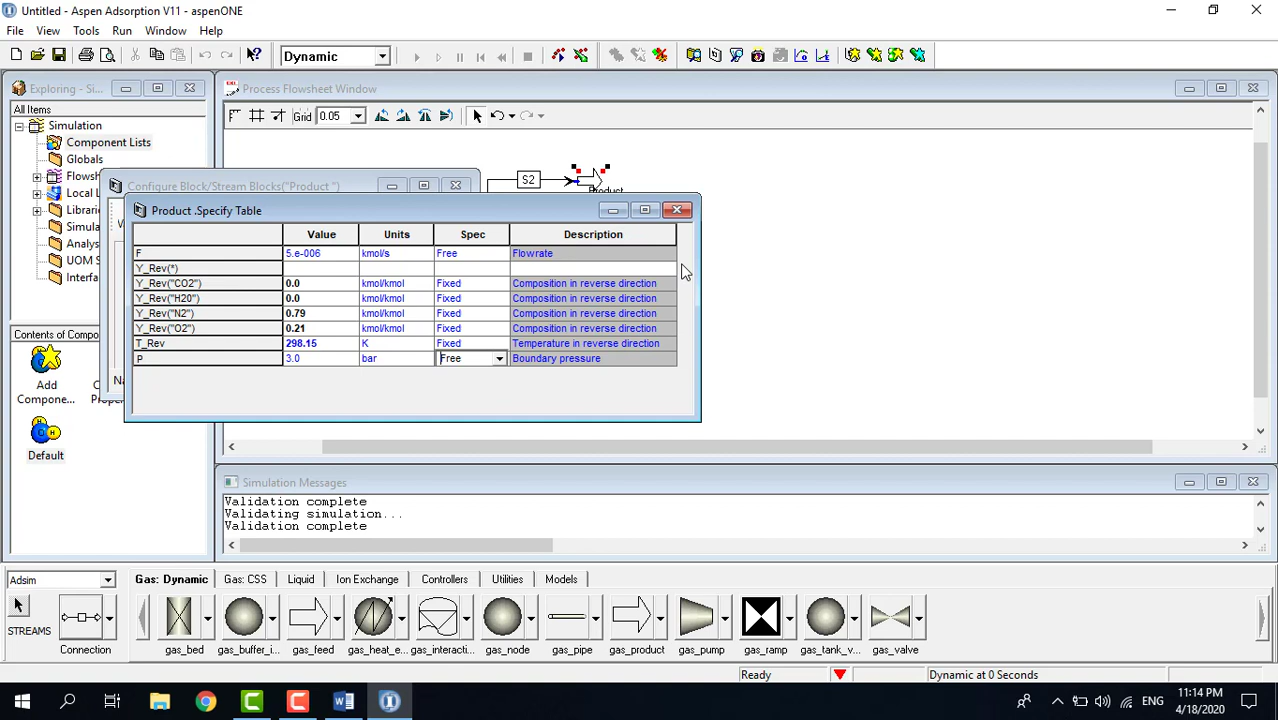 Untitled - Aspen Adsorption V11 - aspenONE
File View Tools Run Window Help
Dynamic
Exploring - Si...
All Items
Simulation
Component Lists
Globals
Flowsh
Local L
Librari
Simula
Analys
UOM S
Interfa
Contents of Compo
Add
Compone...
Default
Process Flowsheet Window
Grid 0.05
S2
Product
Configure Block/Stream Blocks("Product ")
Product .Specify Table
Value Units Spec Description
F 5.e-006 kmol/s Free Flowrate
Y_Rev(*)
Y_Rev("CO2") 0.0 kmol/kmol Fixed Composition in reverse direction
Y_Rev("H20") 0.0 kmol/kmol Fixed Composition in reverse direction
Y_Rev("N2") 0.79 kmol/kmol Fixed Composition in reverse direction
Y_Rev("O2") 0.21 kmol/kmol Fixed Composition in reverse direction
T_Rev 298.15 K Fixed Temperature in reverse direction
P 3.0 bar Free Boundary pressure
Simulation Messages
Validation complete
Validating simulation...
Validation complete
Adsim
Gas: Dynamic Gas: CSS Liquid Ion Exchange Controllers Utilities Models
STREAMS
Connection gas_bed gas_buffer_i... gas_feed gas_heat_e... gas_interacti... gas_node gas_pipe gas_product gas_pump gas_ramp gas_tank_v... gas_valve
Ready Dynamic at 0 Seconds
ENG
11:14 PM
4/18/2020